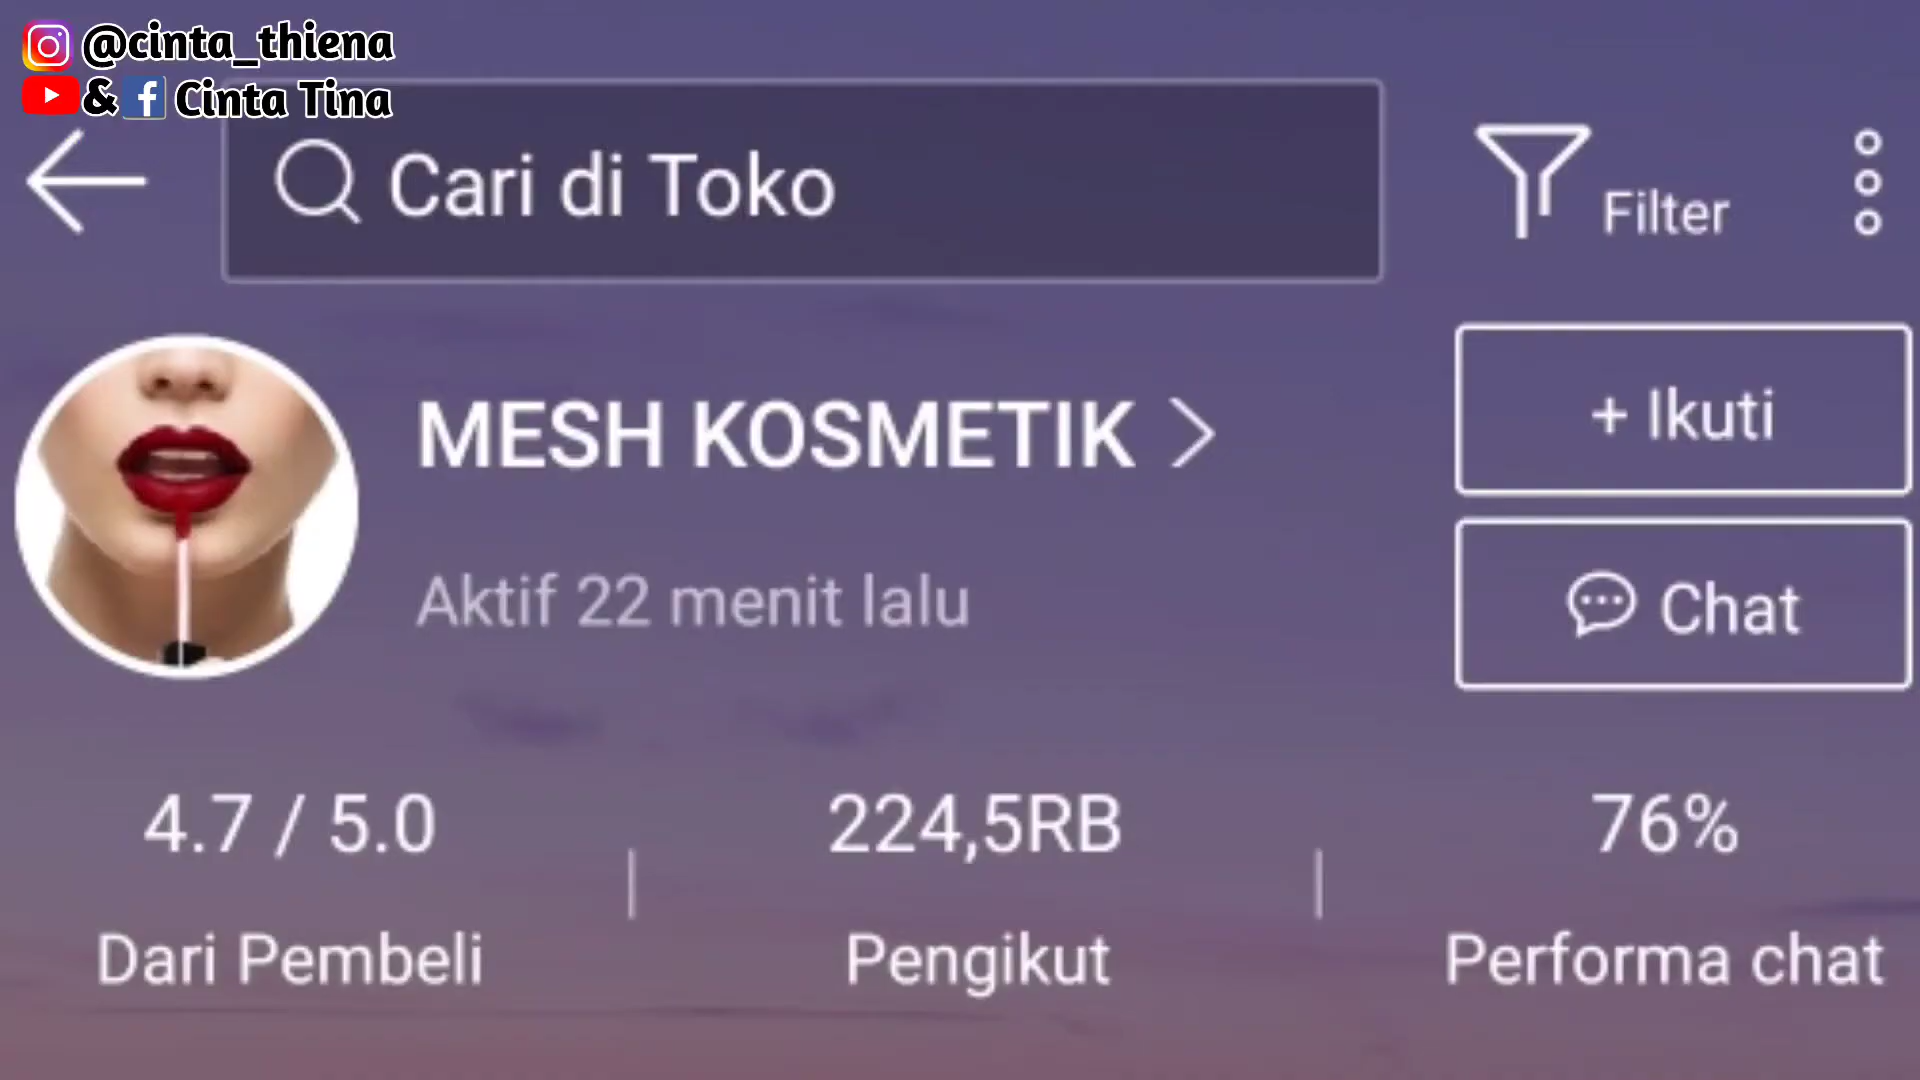 @cinta_thiena
& Cinta Tina
Cari di Toko
Filter
MESH KOSMETIK
+ Ikuti
Aktif 22 menit lalu
Chat
4.7 / 5.0
224,5RB
76%
Dari Pembeli
Pengikut
Performa chat